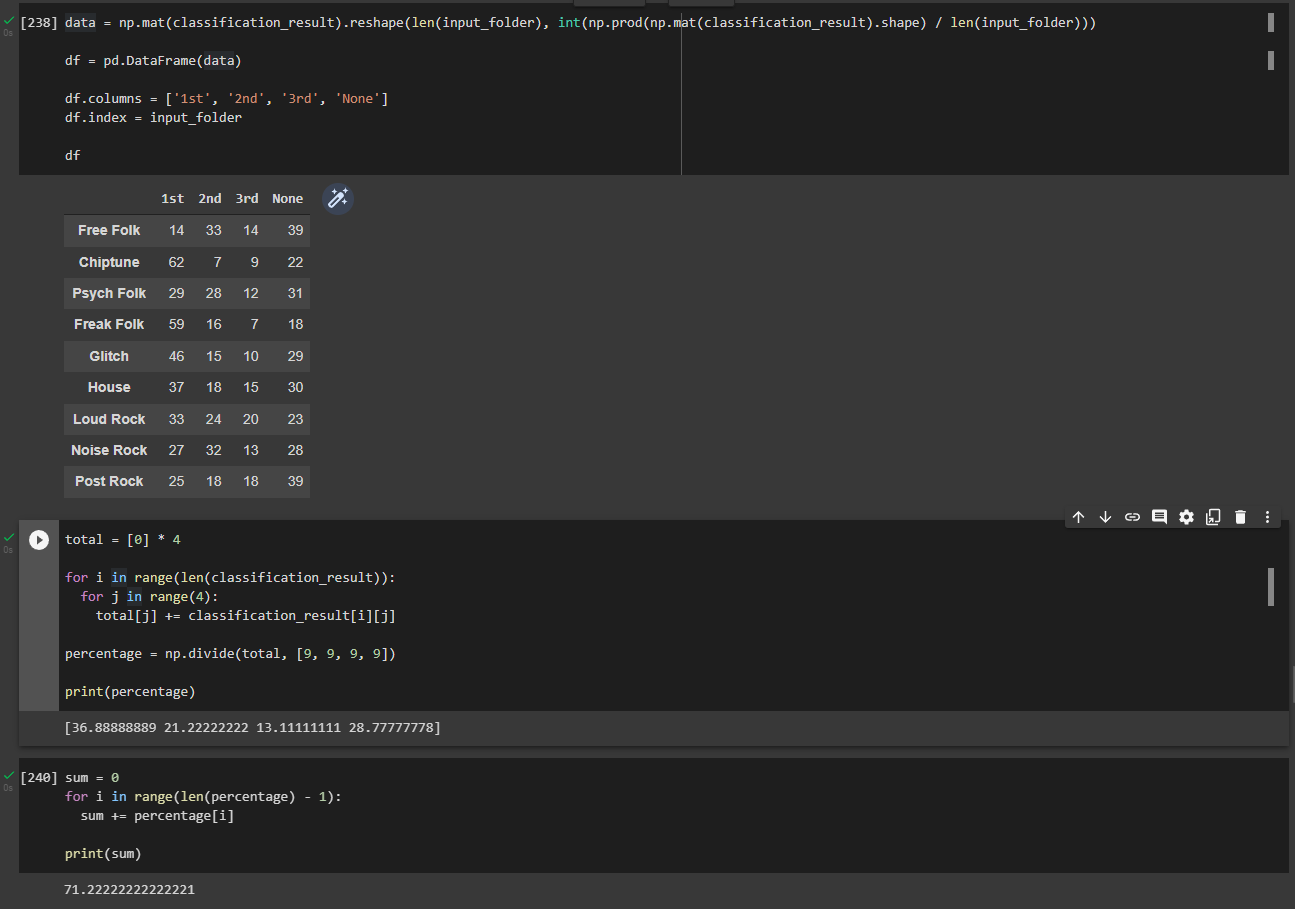 [238] data = np.mat(classification_result).reshape(len(input_folder), int(np.prod(np.mat(classification_result).shape) / len(input_folder)))
0s
df = pd.DataFrame(data)
df.columns = ['1st', '2nd', '3rd', 'None']
df.index = input_folder
df
1st 2nd 3rd None
Free Folk 14 33 14 39
Chiptune 62 7 9 22
Psych Folk 29 28 12 31
Freak Folk 59 16 7 18
Glitch 46 15 10 29
House 37 18 15 30
Loud Rock 33 24 20 23
Noise Rock 27 32 13 28
Post Rock 25 18 18 39
total = [0] * 4
0s
for i in range(len(classification_result)):
  for j in range(4):
    total[j] += classification_result[i][j]
percentage = np.divide(total, [9, 9, 9, 9])
print(percentage)
[36.88888889 21.22222222 13.11111111 28.77777778]
[240] sum = 0
0s
for i in range(len(percentage) - 1):
  sum += percentage[i]
print(sum)
71.22222222222221